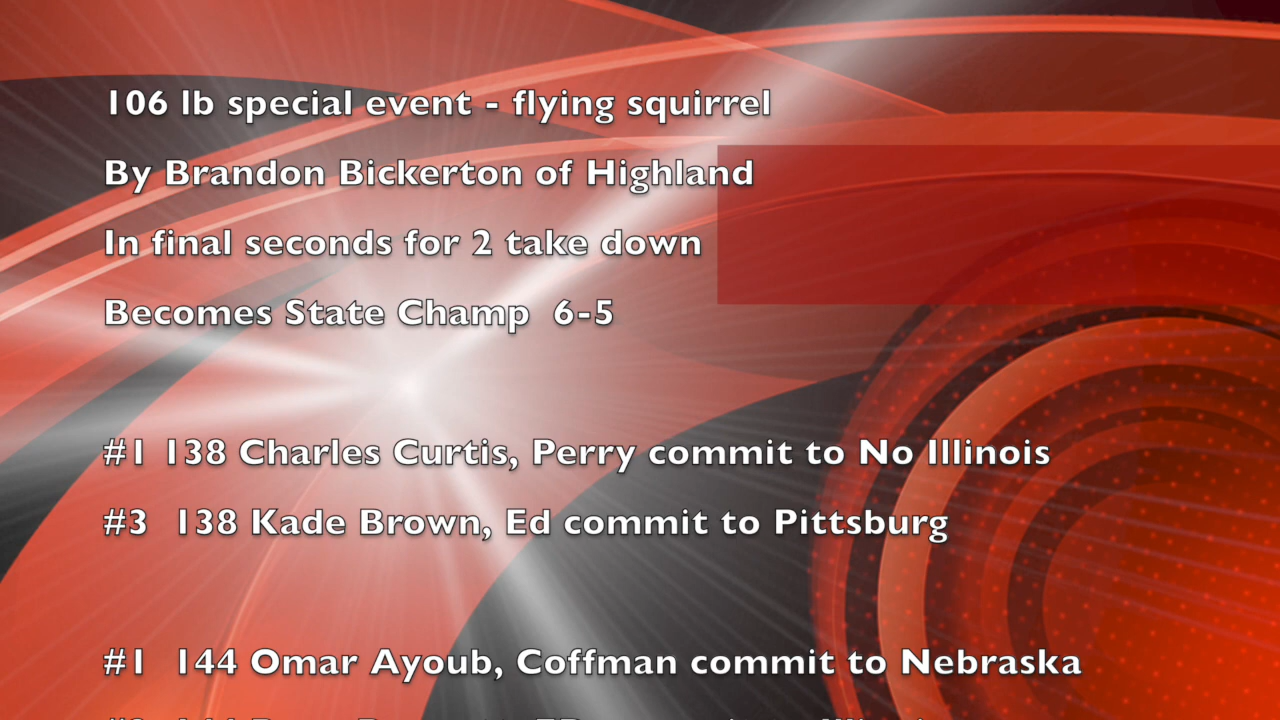 106 lb special event - flying squirrel
By Brandon Bickerton of Highland
In final seconds for 2 take down
Becomes State Champ  6-5
#1 138 Charles Curtis, Perry commit to No Illinois
#3  138 Kade Brown, Ed commit to Pittsburg
#1  144 Omar Ayoub, Coffman commit to Nebraska